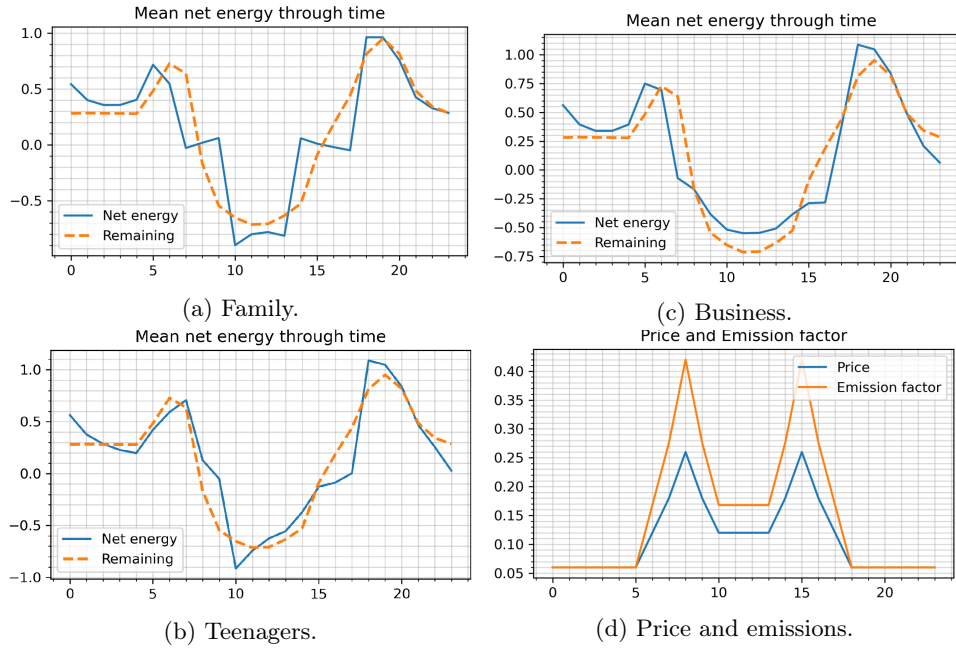 Mean net energy through time
1.0
0.5
0.0
−0.5
Net energy
Remaining
0 5 10 15 20
(a) Family.
Mean net energy through time
1.00
0.75
0.50
0.25
0.00
−0.25
−0.50
−0.75
Net energy
Remaining
0 5 10 15 20
(c) Business.
Mean net energy through time
1.0
0.5
0.0
−0.5
−1.0
Net energy
Remaining
0 5 10 15 20
(b) Teenagers.
Price and Emission factor
0.40
0.35
0.30
0.25
0.20
0.15
0.10
0.05
Price
Emission factor
0 5 10 15 20
(d) Price and emissions.